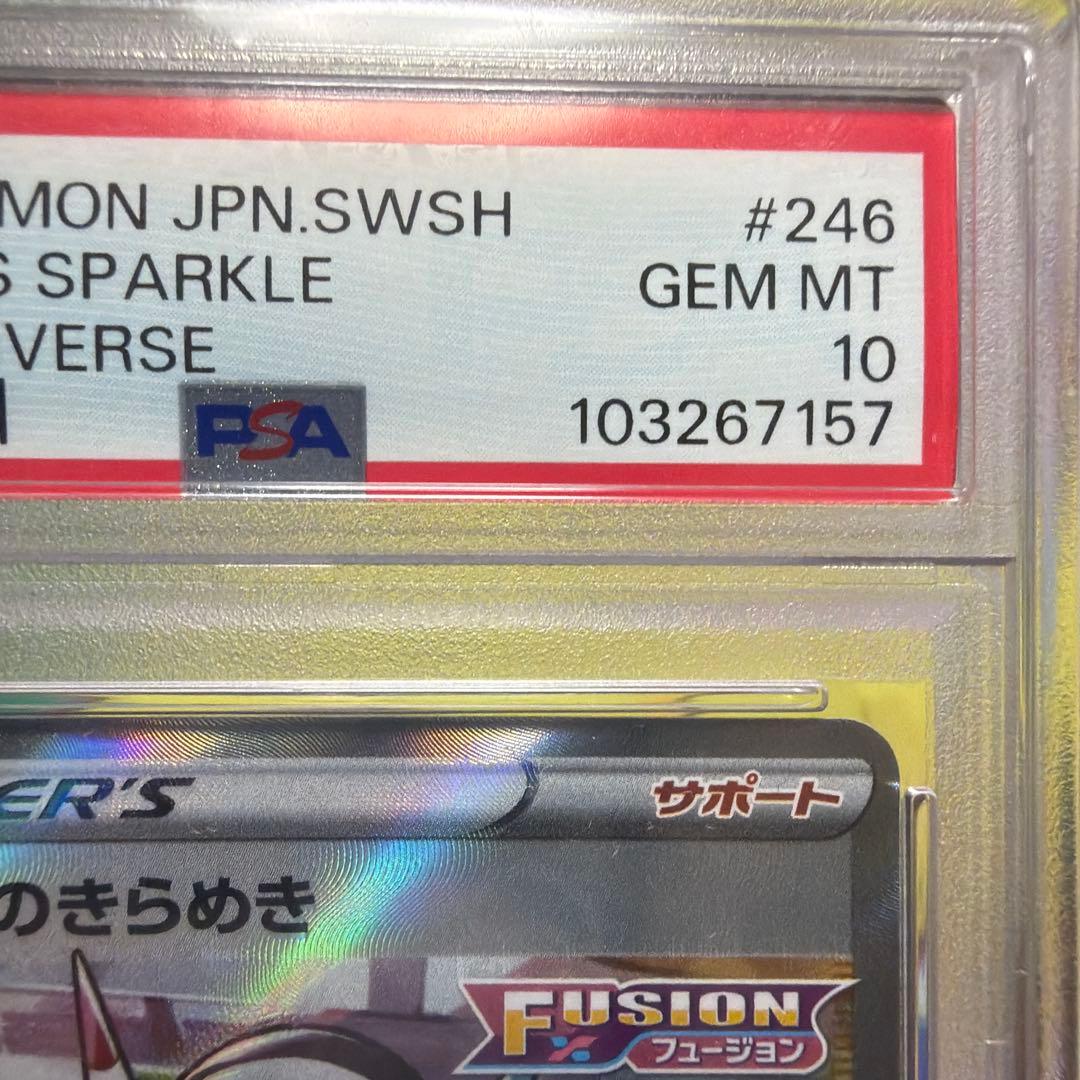 MON JPN.SWSH #246
S SPARKLE GEM MT
VERSE 10
PSA 103267157
ER'S サポート
のきらめき
FUSION
フュージョン